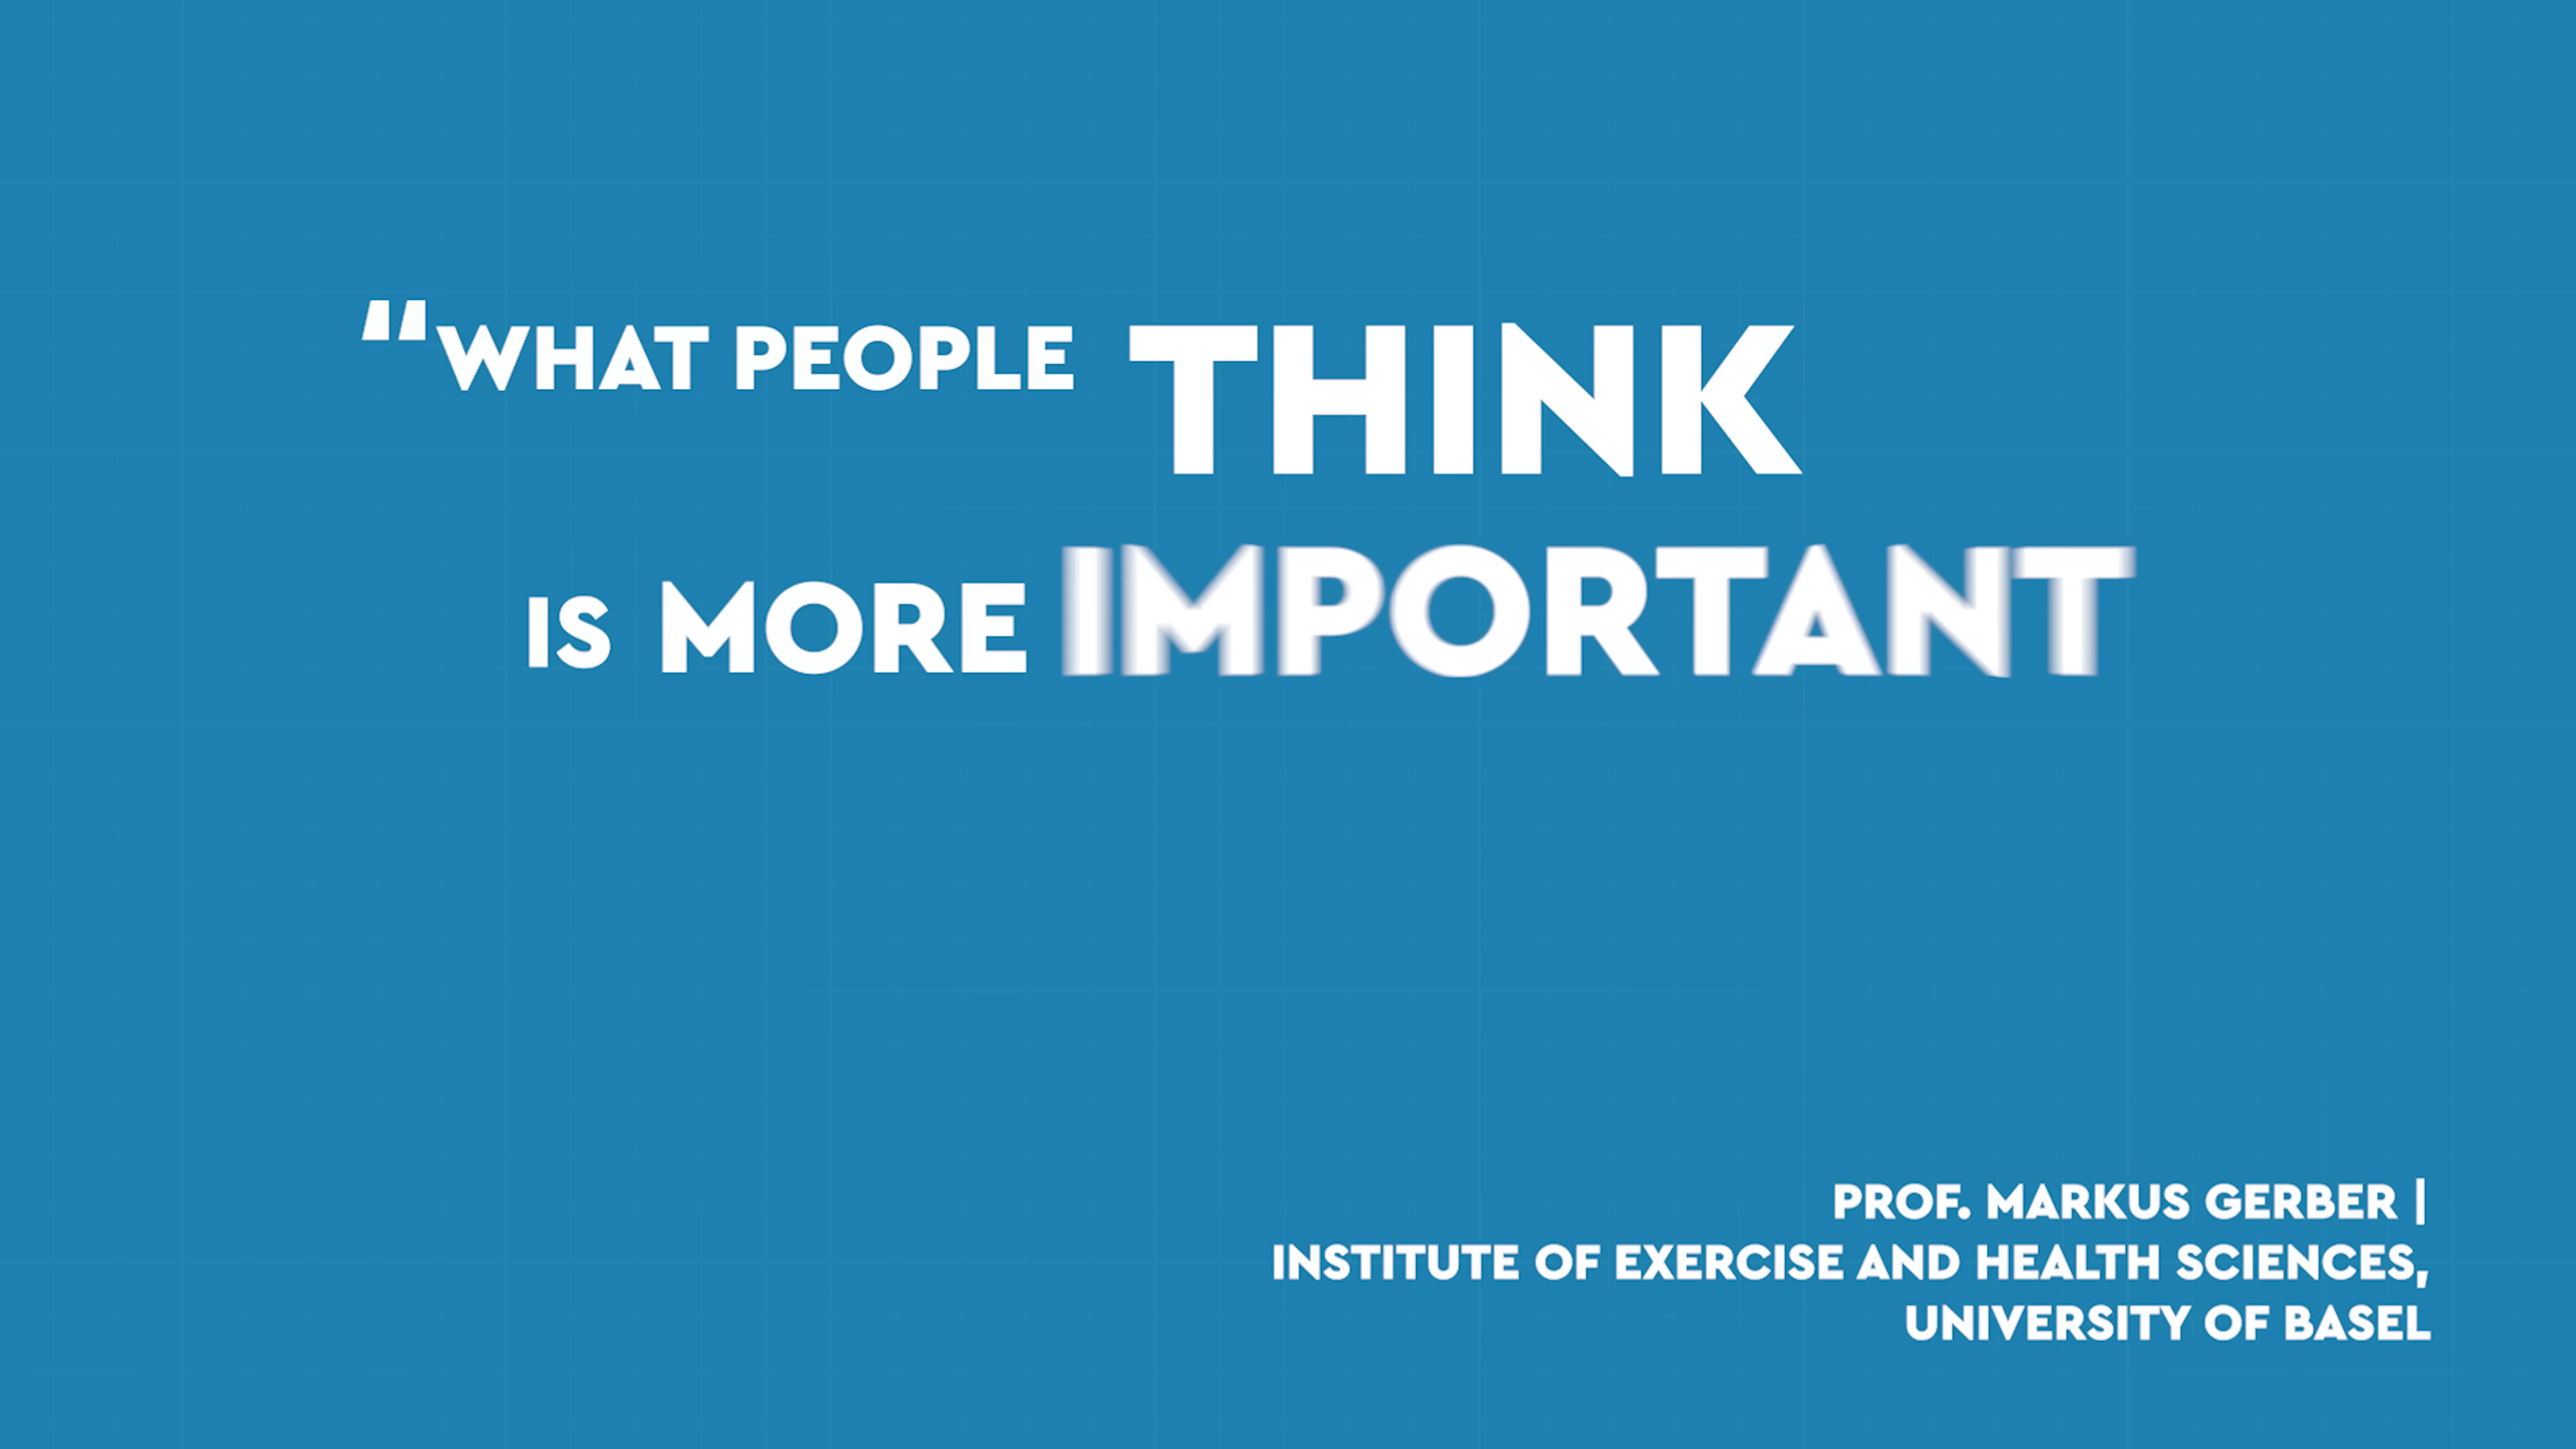 “WHAT PEOPLE THINK
IS MORE IMPORTANT
PROF. MARKUS GERBER |
INSTITUTE OF EXERCISE AND HEALTH SCIENCES,
UNIVERSITY OF BASEL